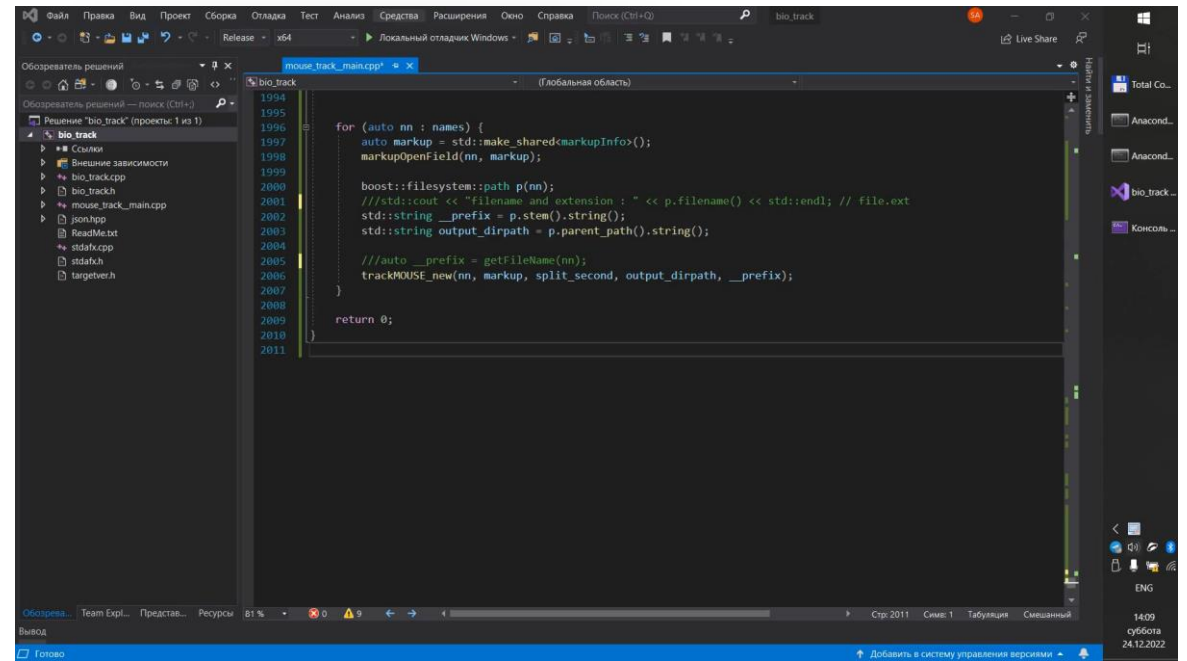 Файл Правка Вид Проект Сборка Отладка Тест Анализ Средства Расширения Окно Справка Поиск (Ctrl+Q) bio_track SA
Release x64 Локальный отладчик Windows Live Share
Обозреватель решений
Обозреватель решений — поиск (Ctrl+;)
Решение "bio_track" (проекты: 1 из 1)
bio_track
Ссылки
Внешние зависимости
bio_track.cpp
bio_track.h
mouse_track__main.cpp
json.hpp
ReadMe.txt
stdafx.cpp
stdafx.h
targetver.h
Обозрева... Team Expl... Представ... Ресурсы
mouse_track__main.cpp*
bio_track (Глобальная область)
1994
1995
1996 for (auto nn : names) {
1997 auto markup = std::make_shared<markupInfo>();
1998 markupOpenField(nn, markup);
1999
2000 boost::filesystem::path p(nn);
2001 ///std::cout << "filename and extension : " << p.filename() << std::endl; // file.ext
2002 std::string __prefix = p.stem().string();
2003 std::string output_dirpath = p.parent_path().string();
2004
2005 ///auto __prefix = getFileName(nn);
2006 trackMOUSE_new(nn, markup, split_second, output_dirpath, __prefix);
2007 }
2008
2009 return 0;
2010 }
2011
81 % 0 9 Стр: 2011 Симв: 1 Табуляция Смешанный
Вывод
Готово Добавить в систему управления версиями
Найти и заменить
Total Co...
Anacond...
Anacond...
bio_track ...
Консоль ...
ENG
14:09
суббота
24.12.2022